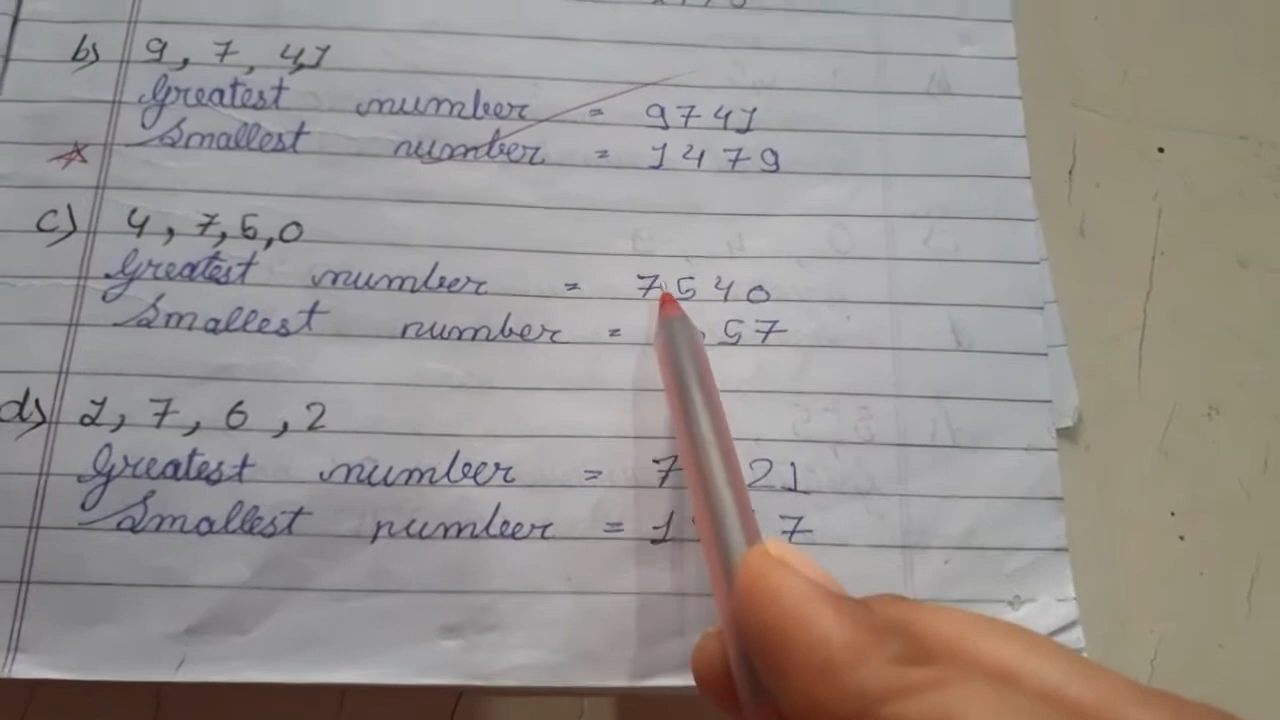 b) 9, 7, 4,1
Greatest number = 9741
Smallest number = 1479
c) 4, 7, 5, 0
Greatest number = 7540
Smallest number = 57
d) 1, 7, 6, 2
Greatest number = 7 21
Smallest number = 1 7